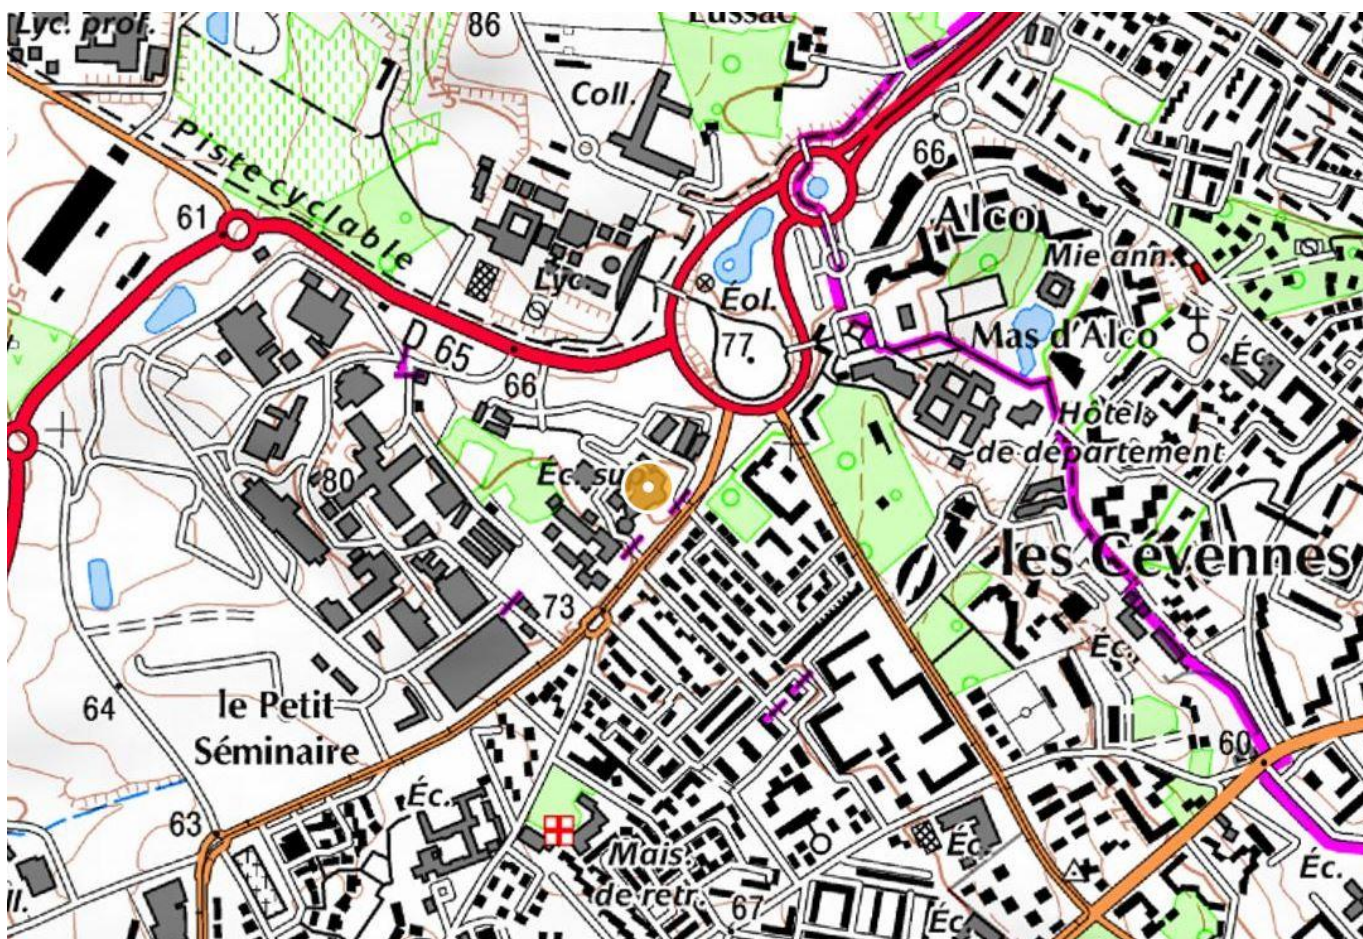 Lyc. prof.
86
Lussac
Coll.
66
Piste cyclable
61
Alco
Mie ann.
Lyc.
Éol.
77
Mas d'Alco
Éc.
D 65
66
Hôtel
de département
80
Éc. sup.
les Cévennes
73
Éc.
64
le Petit
Séminaire
60
63
Éc.
Mais.
de retr.
67
Éc.
Éc.
Éc.